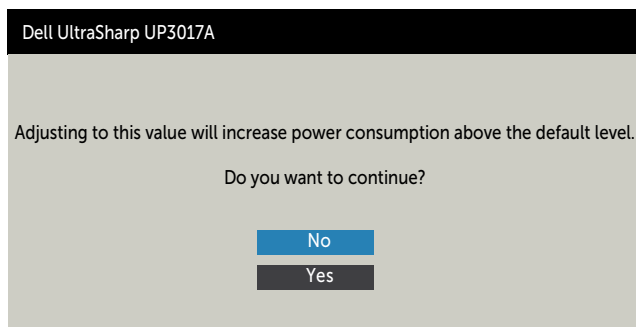 Dell UltraSharp UP3017A
Adjusting to this value will increase power consumption above the default level.
Do you want to continue?
No
Yes